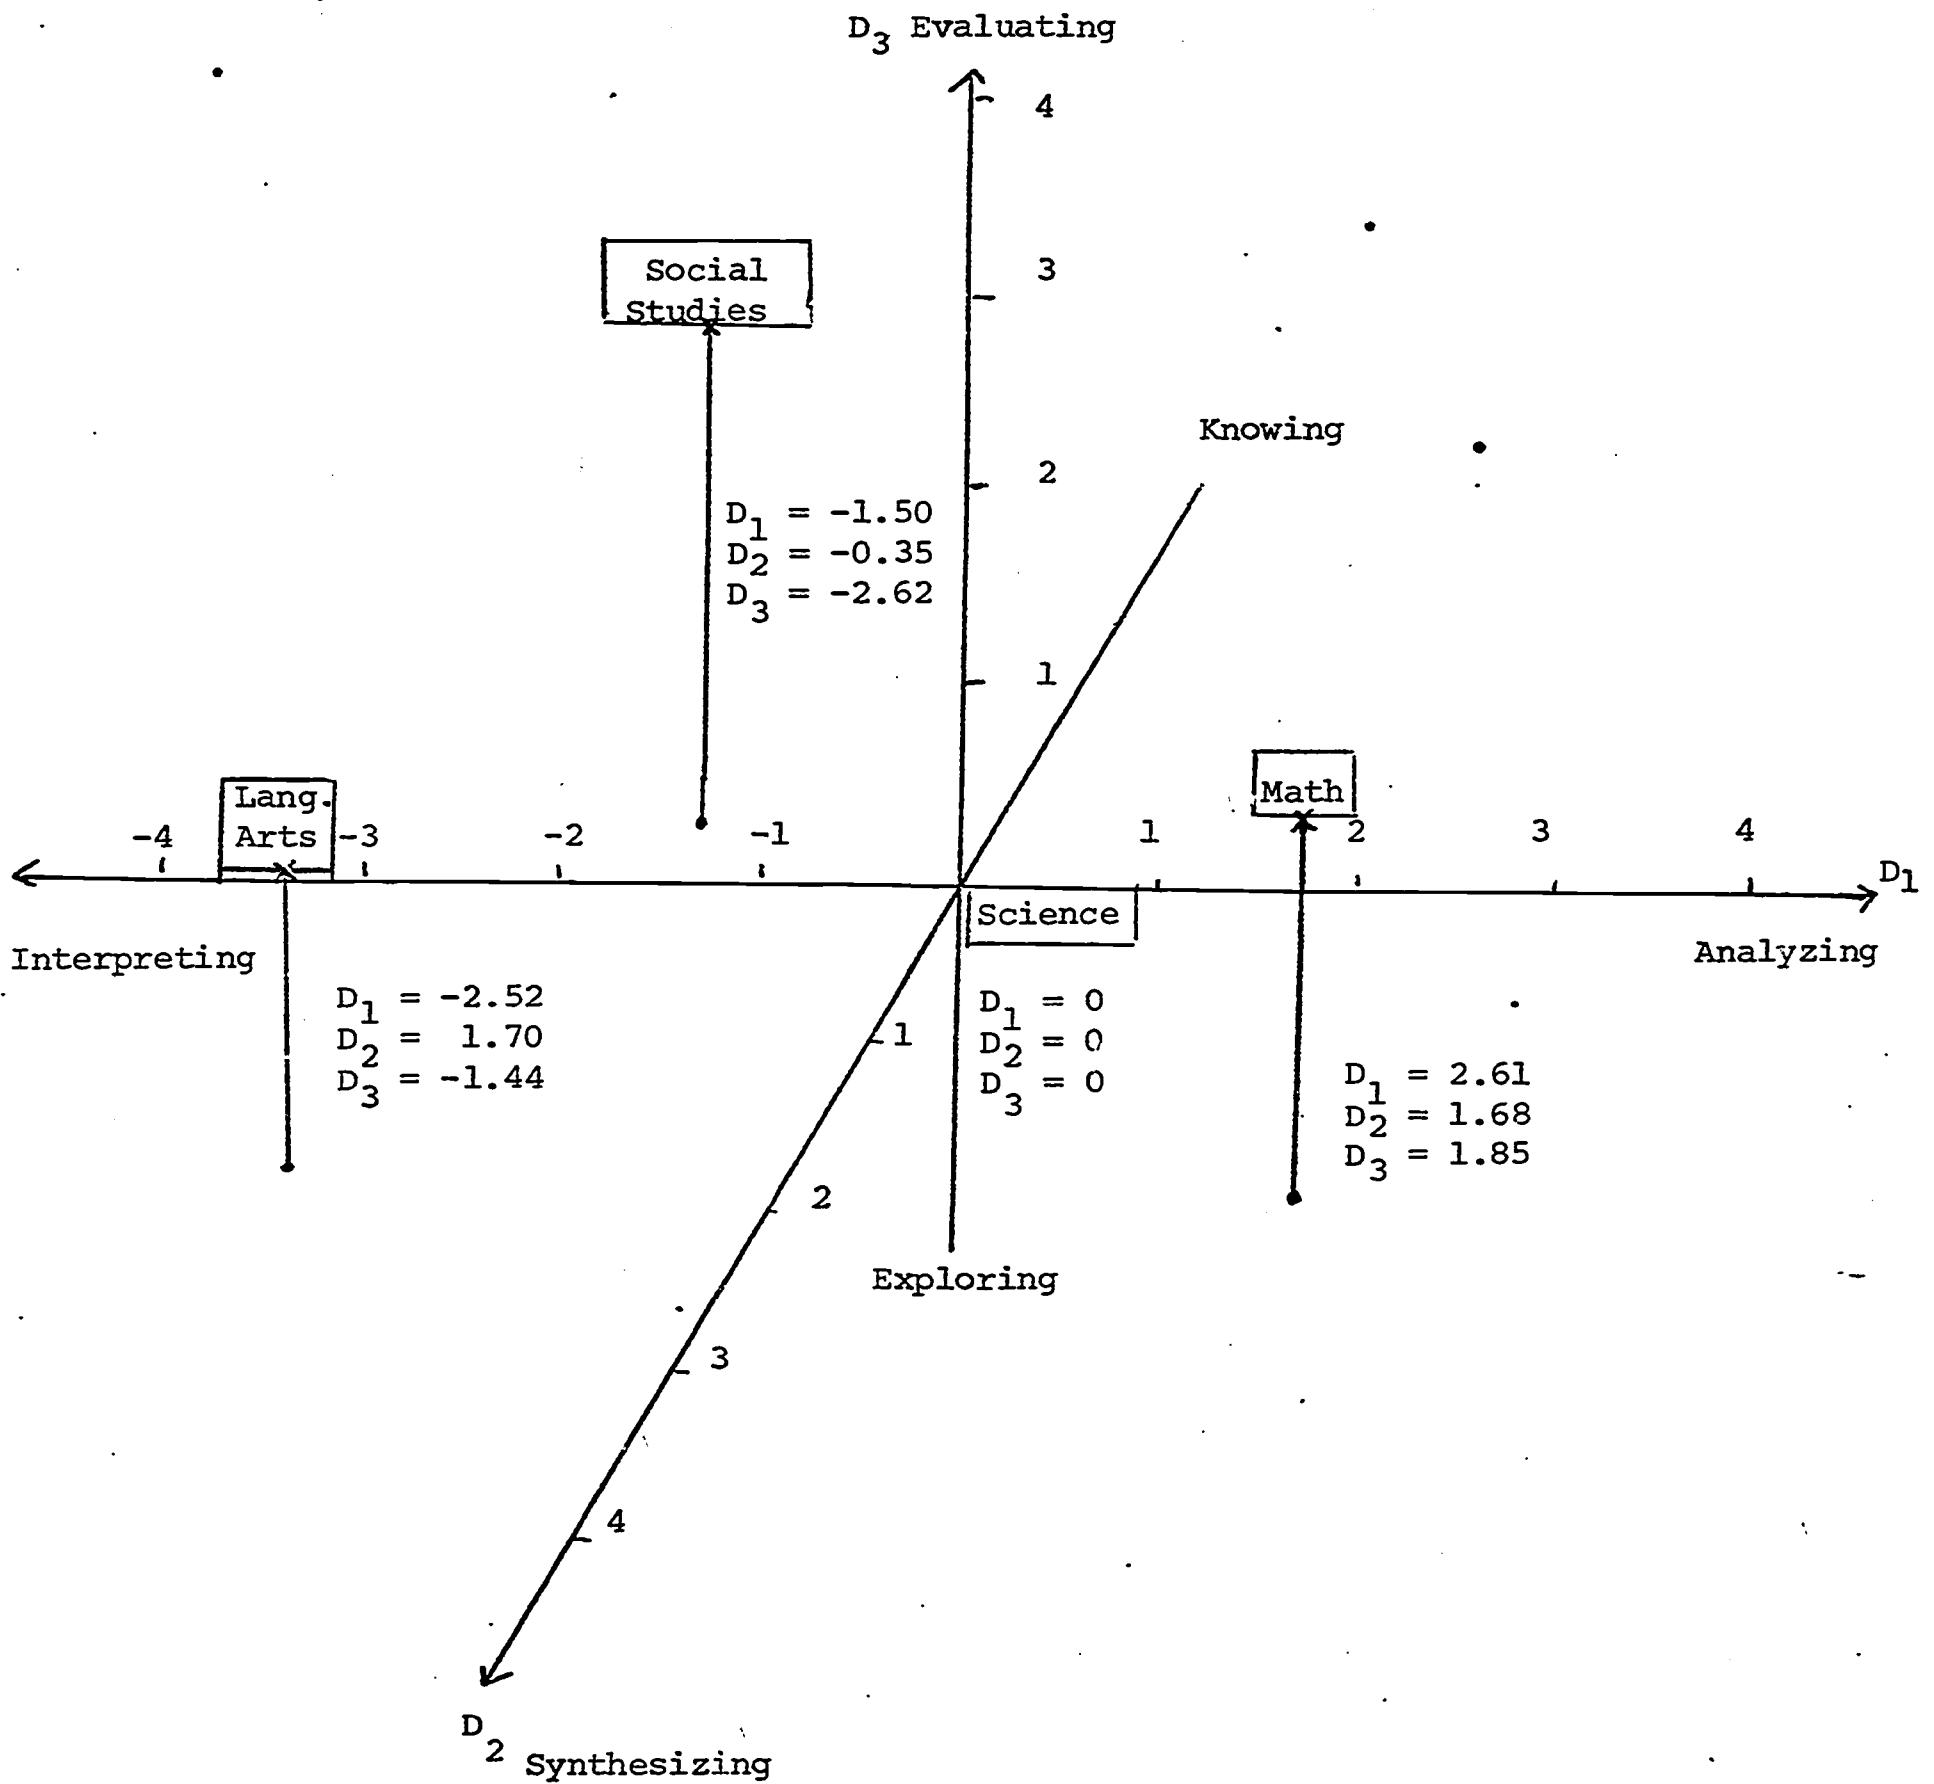 D3 Evaluating
4
Social
Studies
3
Knowing
2
D1 = -1.50
D2 = -0.35
D3 = -2.62
1
Lang.
Arts
Math
-4
-3
-2
-1
1
2
3
4
D1
Science
Interpreting
Analyzing
D1 = -2.52
D2 = 1.70
D3 = -1.44
1
D1 = 0
D2 = 0
D3 = 0
D1 = 2.61
D2 = 1.68
D3 = 1.85
2
Exploring
3
4
D2 Synthesizing